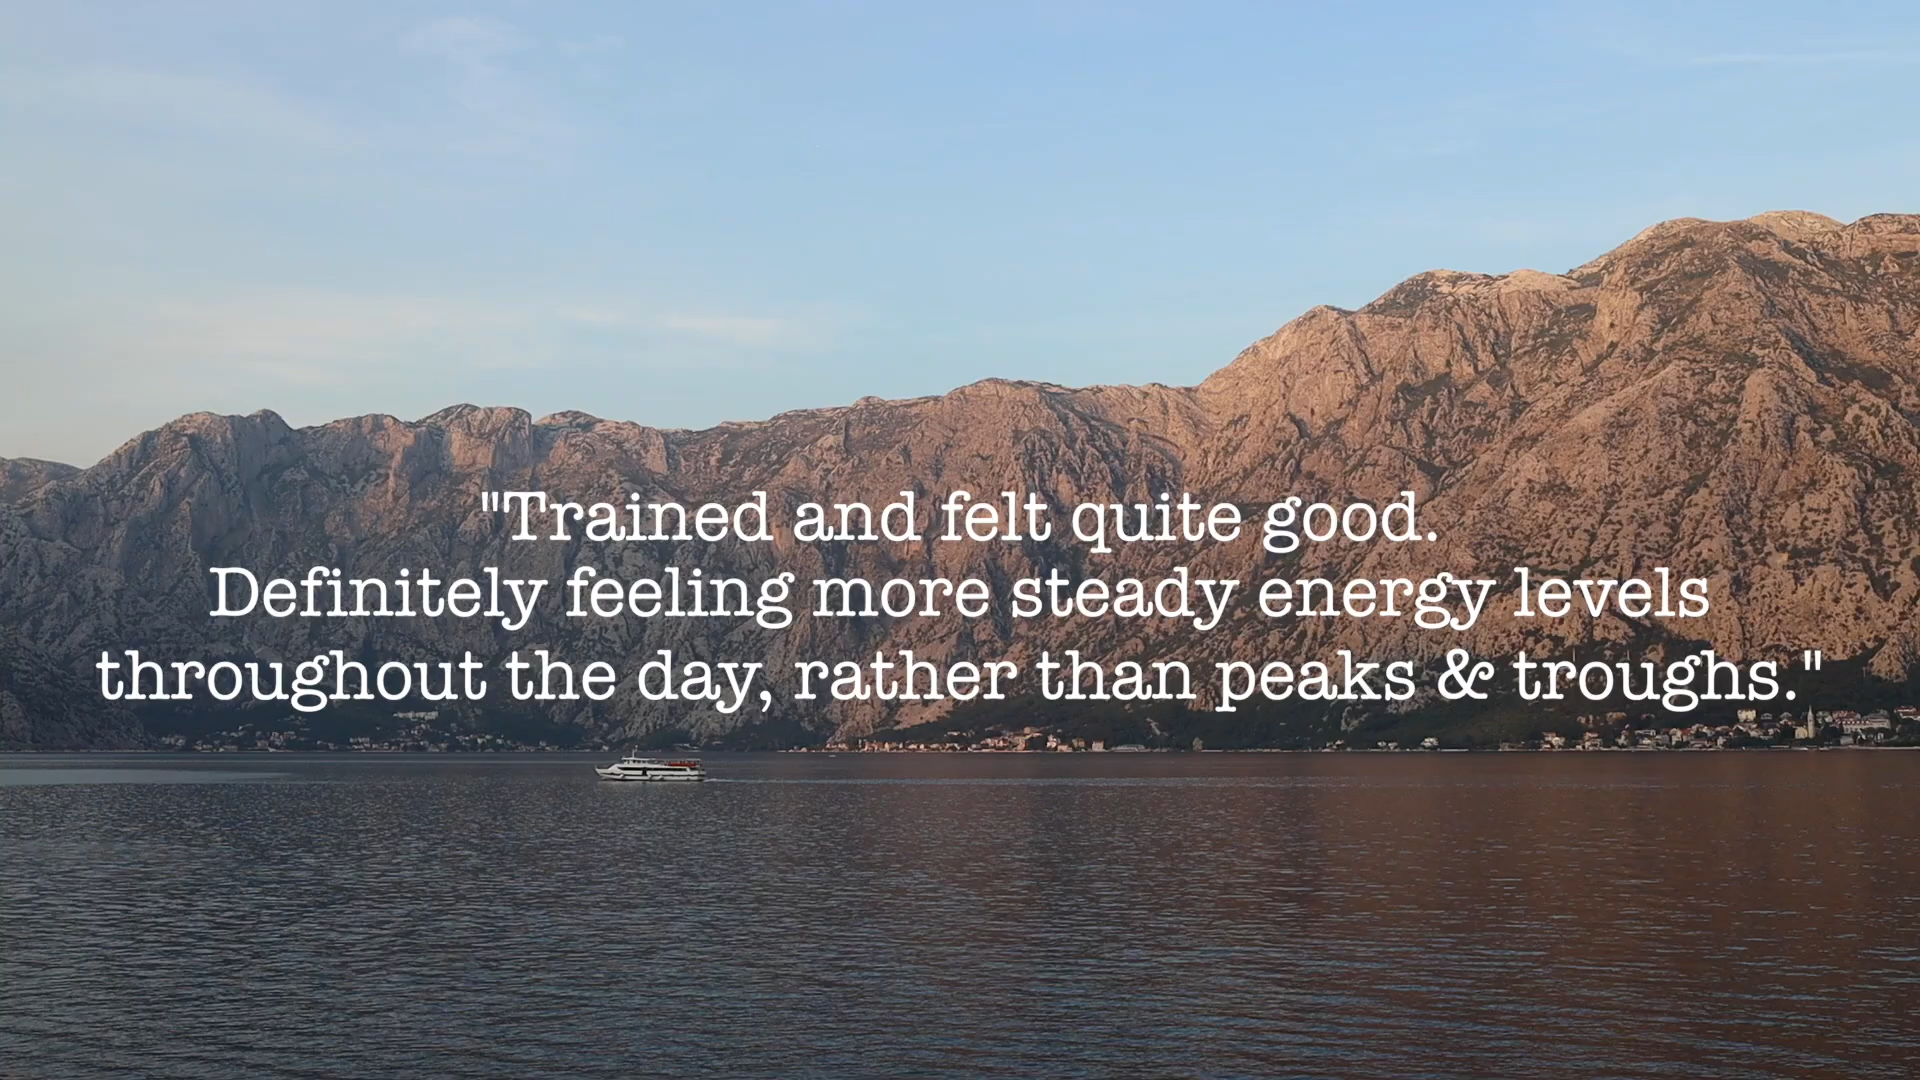 "Trained and felt quite good.
Definitely feeling more steady energy levels
throughout the day, rather than peaks & troughs."